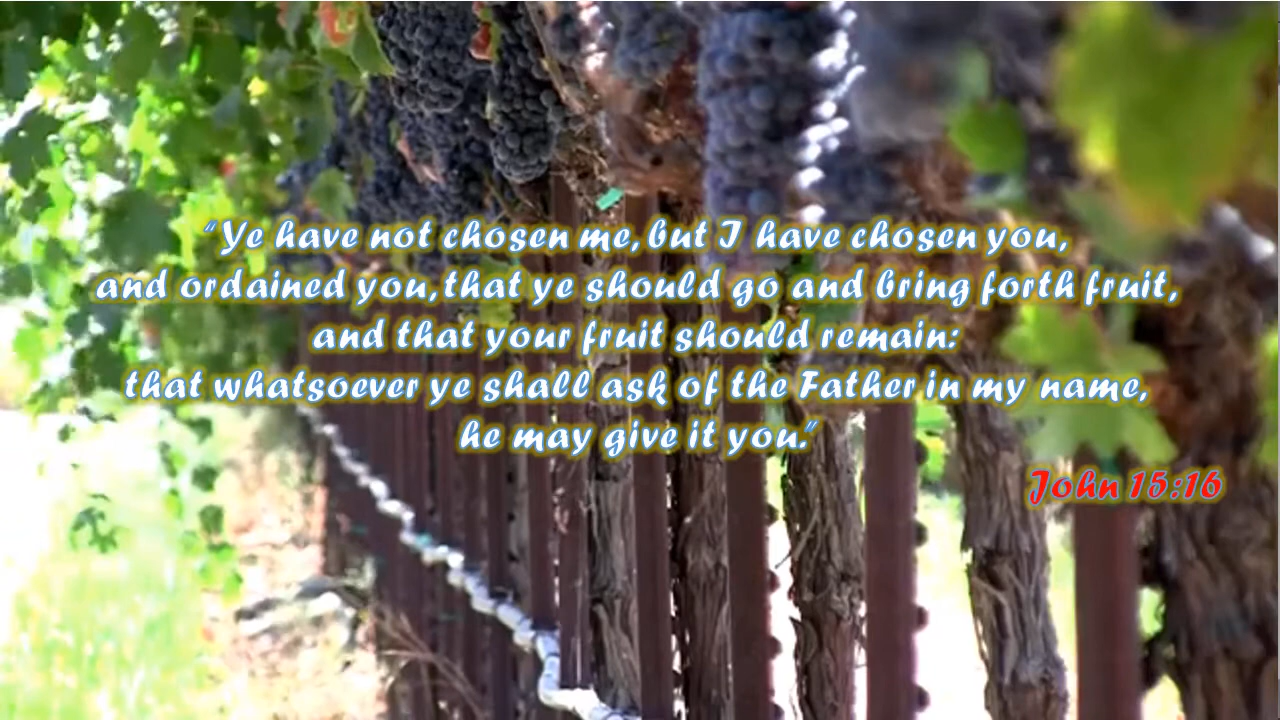 "Ye have not chosen me, but I have chosen you,
and ordained you, that ye should go and bring forth fruit,
and that your fruit should remain:
that whatsoever ye shall ask of the Father in my name,
he may give it you."
John 15:16